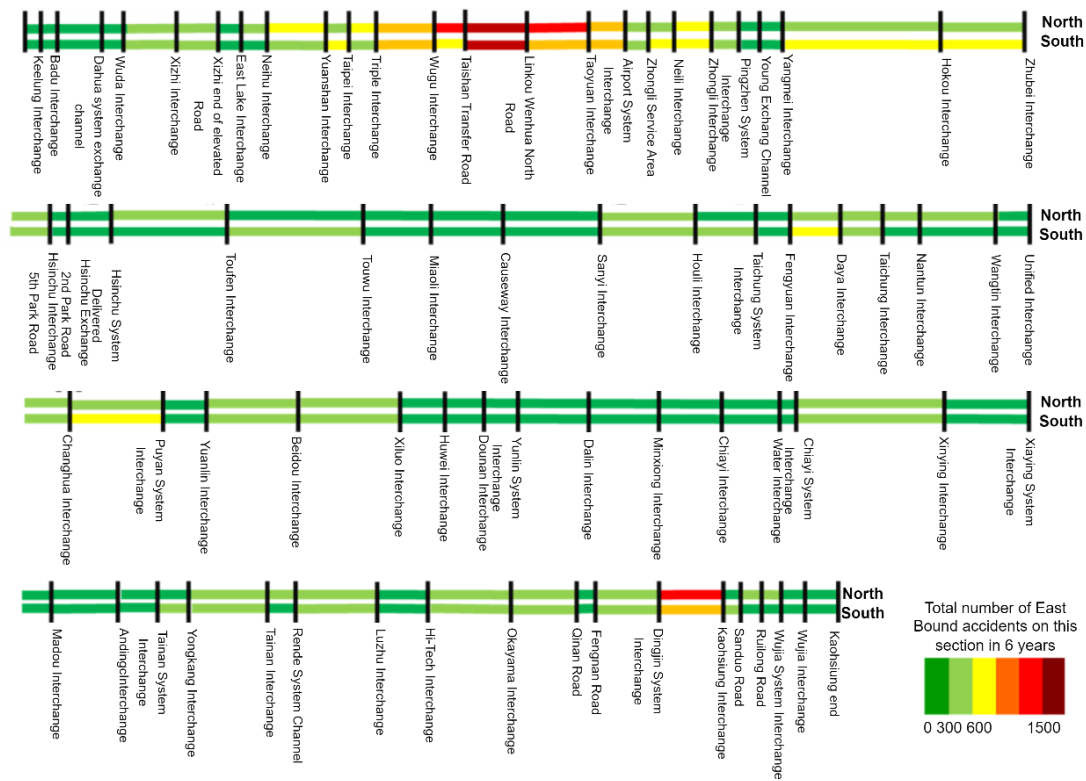 North
South
Keelung Interchange
Badu Interchange
Dahua system exchange
channel
Wuda Interchange
Xizhi Interchange
Xizhi end of elevated
Road
East Lake Interchange
Neihu Interchange
Yuanshan Interchange
Taipei Interchange
Triple Interchange
Wugu Interchange
Taishan Transfer Road
Linkou Wenhua North
Road
Taoyuan Interchange
Airport System
Interchange
Zhongli Service Area
Neili Interchange
Zhongli Interchange
Pingzhen System
Interchange
Young Exchang Channel
Yangmei Interchange
Hokou Interchange
Zhubei Interchange
North
South
5th Park Road
Hsinchu Interchange
2nd Park Road
Hsinchu Exchange
Delivered
Hsinchu System
Toufen Interchange
Touwu Interchange
Miaoli Interchange
Causeway Interchange
Sanyi Interchange
Houli Interchange
Taichung System
Interchange
Fengyuan Interchange
Daya Interchange
Taichung Interchange
Nantun Interchange
Wangtin Interchange
Unified Interchange
North
South
Changhua Interchange
Puyan System
Interchange
Yuanlin Interchange
Beidou Interchange
Xiluo Interchange
Huwei Interchange
Dounan Interchange
Yunlin System
Interchange
Dalin Interchange
Minxiong Interchange
Chiayi Interchange
Water Interchange
Chiayi System
Interchange
Xinying Interchange
Xiaying System
Interchange
North
South
Madou Interchange
AndingcInterchange
Tainan System
Interchange
Yongkang Interchange
Tainan Interchange
Rende System Channel
Luzhu Interchange
Hi-Tech Interchange
Okayama Interchange
Qinan Road
Fengnan Road
Dingjin System
Interchange
Kaohsiung Interchange
Sanduo Road
Ruilong Road
Wujia System Interchange
Wujia Interchange
Kaohsiung end
Total number of East
Bound accidents on this
section in 6 years
0 300 600 1500